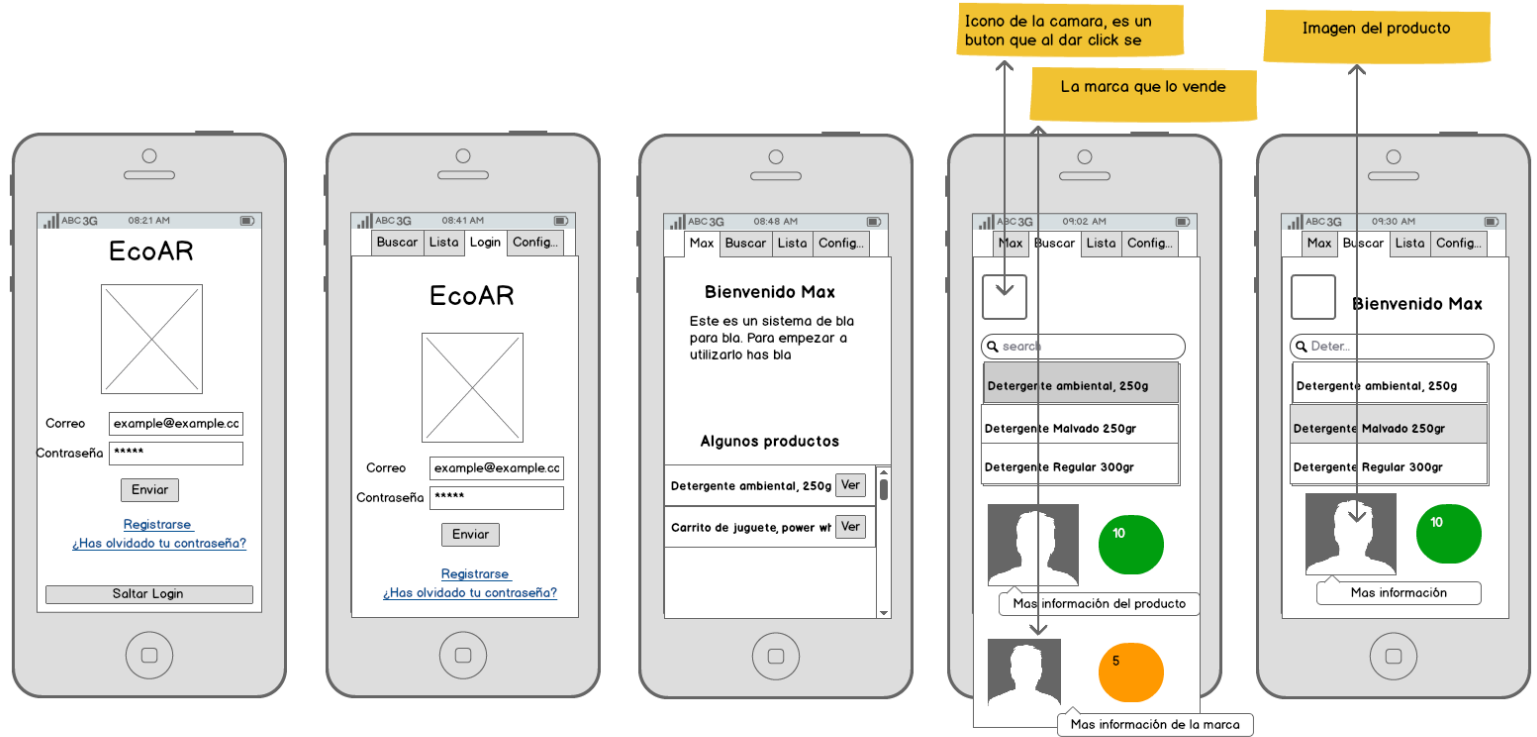 Icono de la camara, es un
buton que al dar click se
La marca que lo vende
Imagen del producto
ABC 3G 08:21 AM
EcoAR
Correo example@example.cc
Contraseña *****
Enviar
Registrarse
¿Has olvidado tu contraseña?
Saltar Login
ABC 3G 08:41 AM
Buscar Lista Login Config...
EcoAR
Correo example@example.cc
Contraseña *****
Enviar
Registrarse
¿Has olvidado tu contraseña?
ABC 3G 08:48 AM
Max Buscar Lista Config...
Bienvenido Max
Este es un sistema de bla
para bla. Para empezar a
utilizarlo has bla
Algunos productos
Detergente ambiental, 250g Ver
Carrito de juguete, power wh Ver
ABC 3G 09:02 AM
Max Buscar Lista Config...
search
Detergente ambiental, 250g
Detergente Malvado 250gr
Detergente Regular 300gr
10
Mas información del producto
5
Mas información de la marca
ABC 3G 09:30 AM
Max Buscar Lista Config...
Bienvenido Max
Deter...
Detergente ambiental, 250g
Detergente Malvado 250gr
Detergente Regular 300gr
10
Mas información